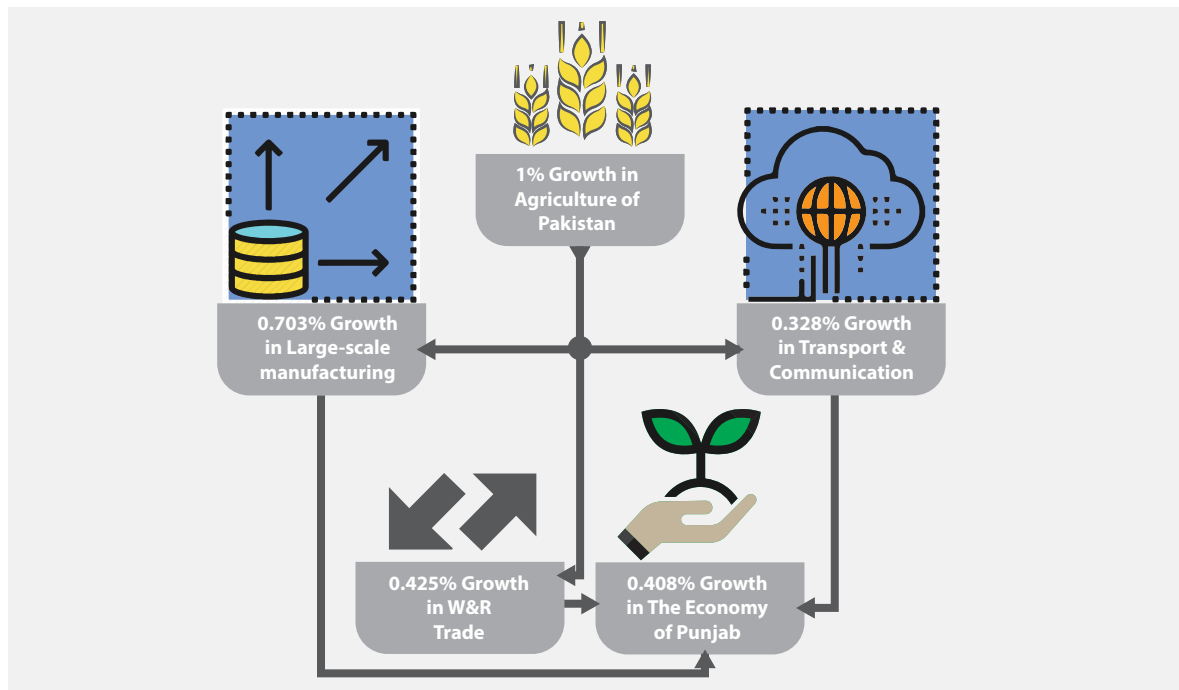 1% Growth in
Agriculture of
Pakistan
0.703% Growth
in Large-scale
manufacturing
0.328% Growth
in Transport &
Communication
0.425% Growth
in W&R
Trade
0.408% Growth
in The Economy
of Punjab